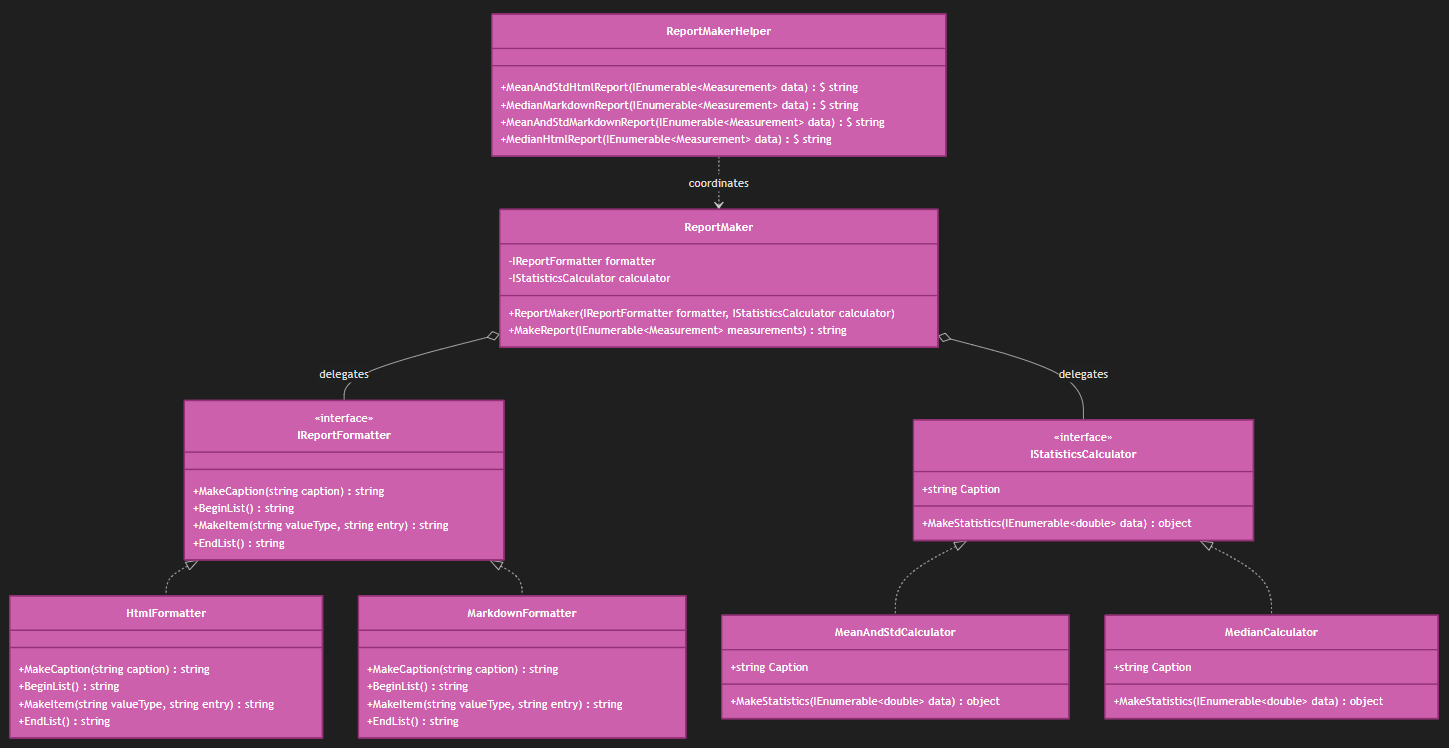 ReportMakerHelper
+MeanAndStdHtmlReport(IEnumerable<Measurement> data) : $ string
+MedianMarkdownReport(IEnumerable<Measurement> data) : $ string
+MeanAndStdMarkdownReport(IEnumerable<Measurement> data) : $ string
+MedianHtmlReport(IEnumerable<Measurement> data) : $ string
coordinates
ReportMaker
-IReportFormatter formatter
-IStatisticsCalculator calculator
+ReportMaker(IReportFormatter formatter, IStatisticsCalculator calculator)
+MakeReport(IEnumerable<Measurement> measurements) : string
delegates
delegates
«interface»
IReportFormatter
+MakeCaption(string caption) : string
+BeginList() : string
+MakeItem(string valueType, string entry) : string
+EndList() : string
«interface»
IStatisticsCalculator
+string Caption
+MakeStatistics(IEnumerable<double> data) : object
HtmlFormatter
+MakeCaption(string caption) : string
+BeginList() : string
+MakeItem(string valueType, string entry) : string
+EndList() : string
MarkdownFormatter
+MakeCaption(string caption) : string
+BeginList() : string
+MakeItem(string valueType, string entry) : string
+EndList() : string
MeanAndStdCalculator
+string Caption
+MakeStatistics(IEnumerable<double> data) : object
MedianCalculator
+string Caption
+MakeStatistics(IEnumerable<double> data) : object